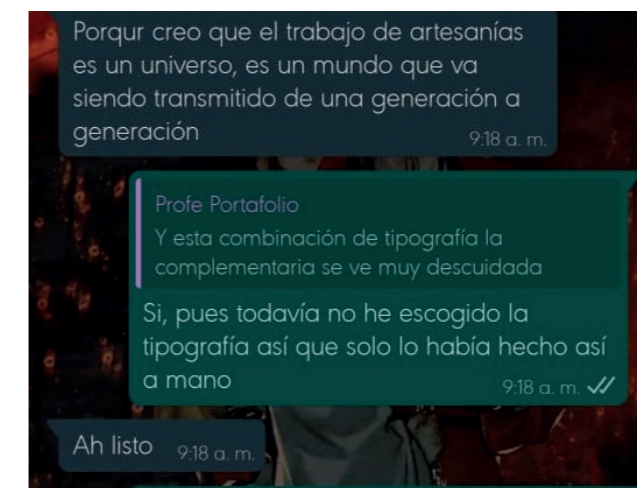 Porqur creo que el trabajo de artesanías
es un universo, es un mundo que va
siendo transmitido de una generación a
generación
9:18 a. m.
Profe Portafolio
Y esta combinación de tipografía la
complementaria se ve muy descuidada
Si, pues todavía no he escogido la
tipografía así que solo lo había hecho así
a mano
9:18 a. m.
Ah listo
9:18 a. m.